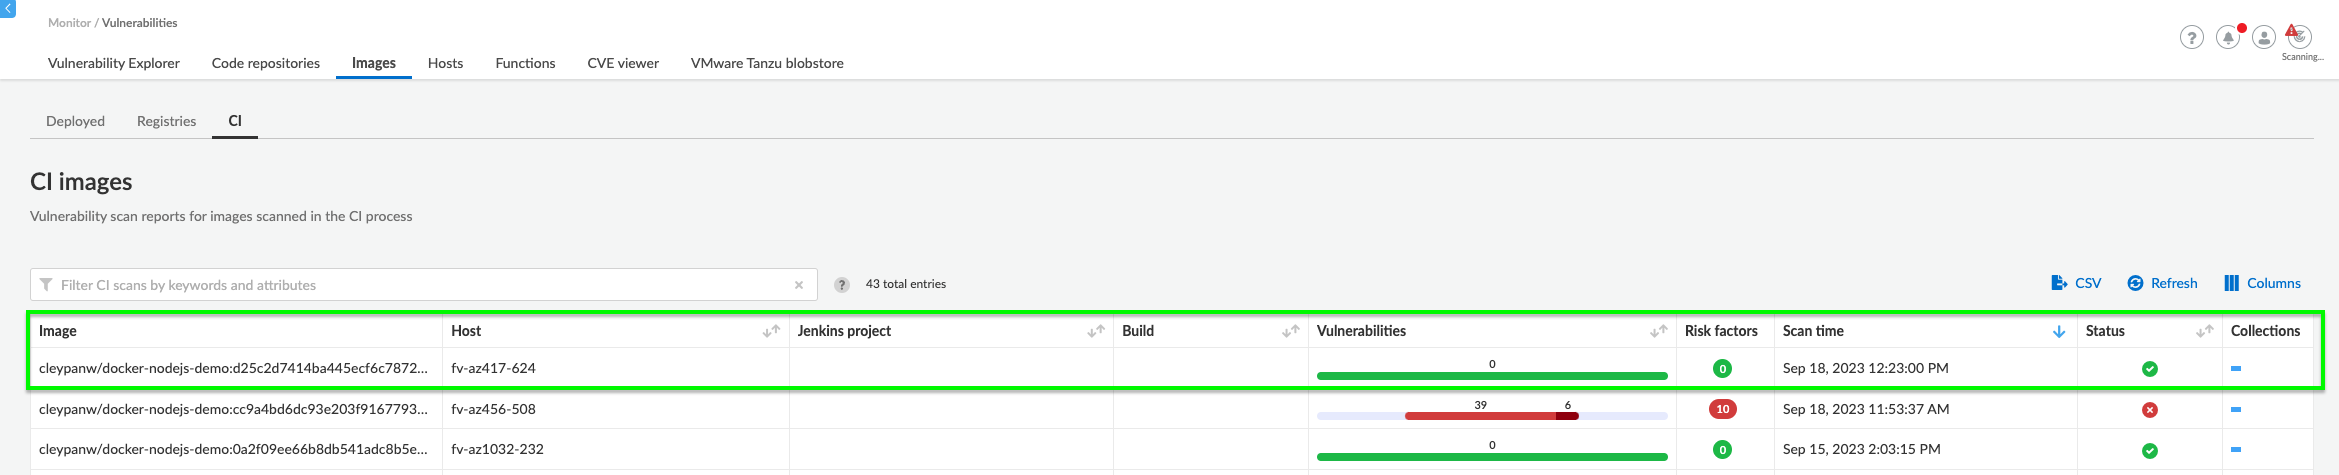 Monitor / Vulnerabilities
Scanning...
Vulnerability Explorer Code repositories Images Hosts Functions CVE viewer VMware Tanzu blobstore
Deployed Registries CI
CI images
Vulnerability scan reports for images scanned in the CI process
Filter CI scans by keywords and attributes 43 total entries CSV Refresh Columns
Image Host Jenkins project Build Vulnerabilities Risk factors Scan time Status Collections
cleypanw/docker-nodejs-demo:d25c2d7414ba445ecf6c7872... fv-az417-624 0 0 Sep 18, 2023 12:23:00 PM
cleypanw/docker-nodejs-demo:cc9a4bd6dc93e203f9167793... fv-az456-508 39 6 10 Sep 18, 2023 11:53:37 AM
cleypanw/docker-nodejs-demo:0a2f09ee66b8db541adc8b5e... fv-az1032-232 0 0 Sep 15, 2023 2:03:15 PM